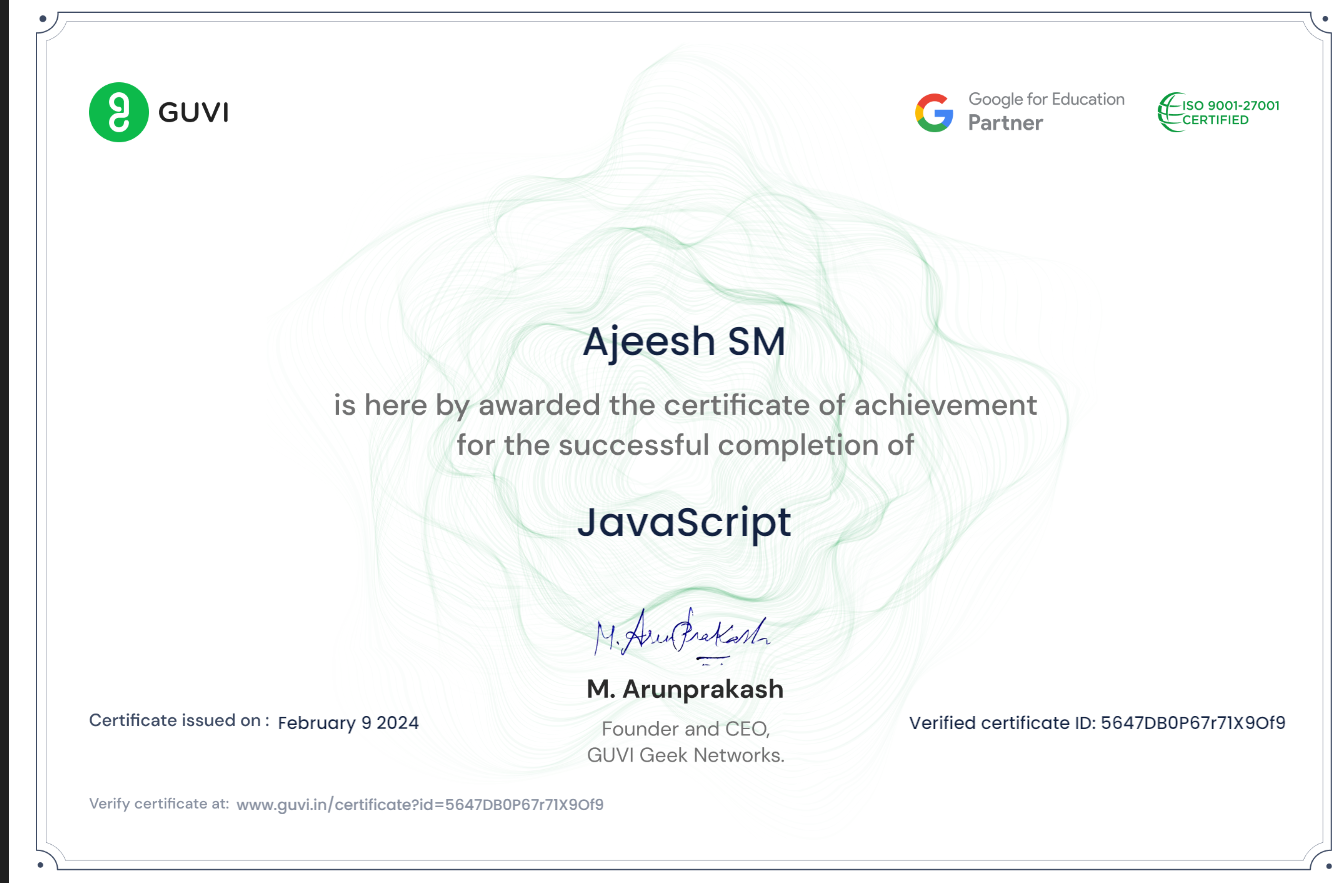 GUVI
Google for Education
Partner
ISO 9001-27001
CERTIFIED
Ajeesh SM
is here by awarded the certificate of achievement
for the successful completion of
JavaScript
M. ArunPrakash
M. Arunprakash
Founder and CEO,
GUVI Geek Networks.
Certificate issued on : February 9 2024
Verified certificate ID: 5647DB0P67r71X9Of9
Verify certificate at: www.guvi.in/certificate?id=5647DB0P67r71X9Of9